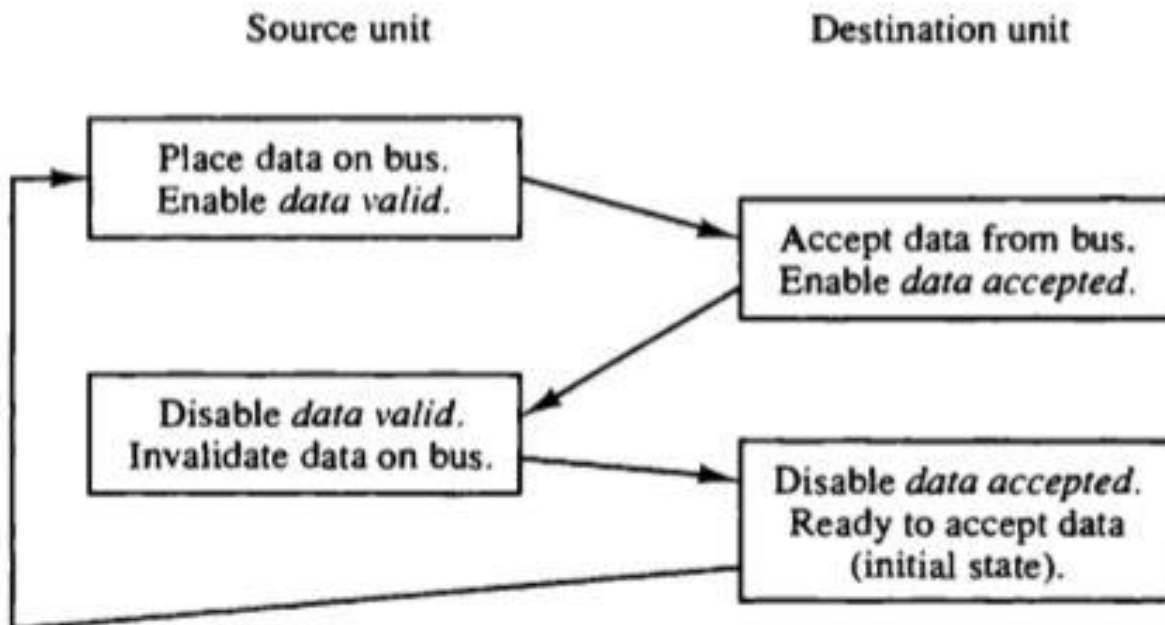 Source unit
Destination unit
Place data on bus.
Enable data valid.
Accept data from bus.
Enable data accepted.
Disable data valid.
Invalidate data on bus.
Disable data accepted.
Ready to accept data
(initial state).